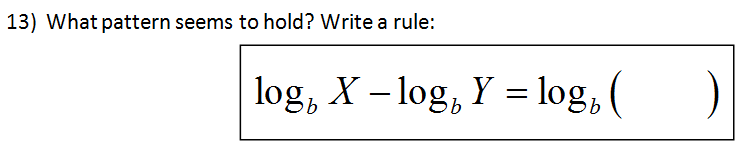 13) What pattern seems to hold? Write a rule:
log_b X – log_b Y = log_b (      )